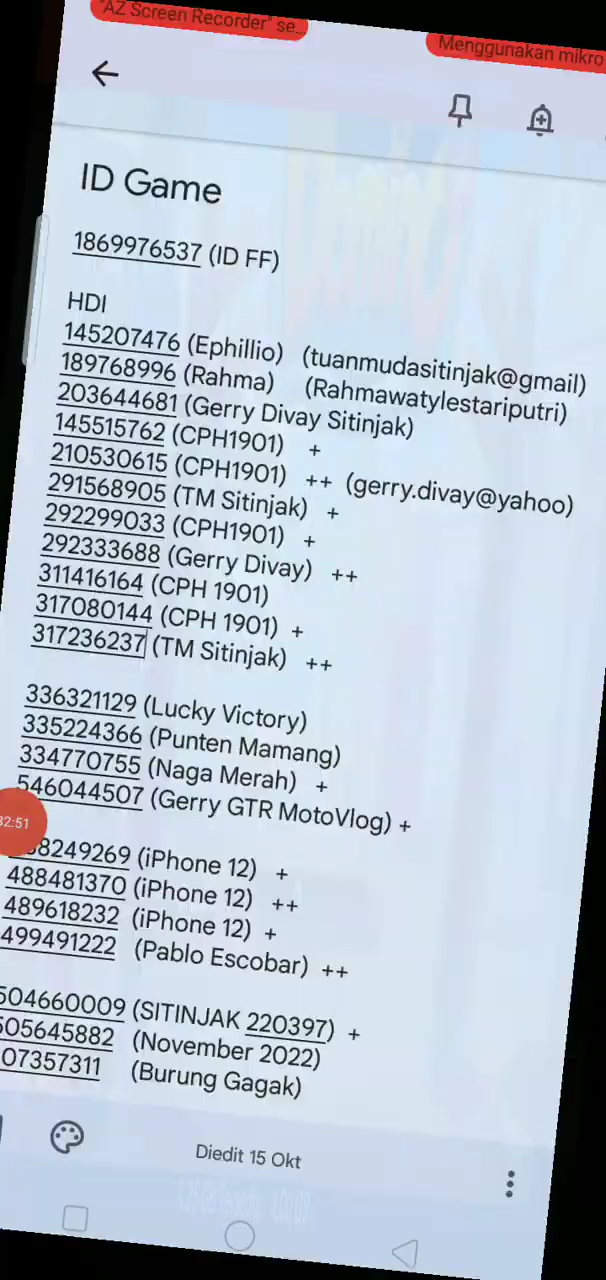 "AZ Screen Recorder" se...
Menggunakan mikro
ID Game
1869976537 (ID FF)
HDI
145207476 (Ephillio) (tuanmudasitinjak@gmail)
189768996 (Rahma) (Rahmawatylestariputri)
203644681 (Gerry Divay Sitinjak)
145515762 (CPH1901) +
210530615 (CPH1901) ++ (gerry.divay@yahoo)
291568905 (TM Sitinjak) +
292299033 (CPH1901) +
292333688 (Gerry Divay) ++
311416164 (CPH 1901)
317080144 (CPH 1901) +
317236237 (TM Sitinjak) ++
336321129 (Lucky Victory)
335224366 (Punten Mamang)
334770755 (Naga Merah) +
546044507 (Gerry GTR MotoVlog) +
32:51
88249269 (iPhone 12) +
488481370 (iPhone 12) ++
489618232 (iPhone 12) +
499491222 (Pablo Escobar) ++
504660009 (SITINJAK 220397) +
505645882 (November 2022)
07357311 (Burung Gagak)
Diedit 15 Okt